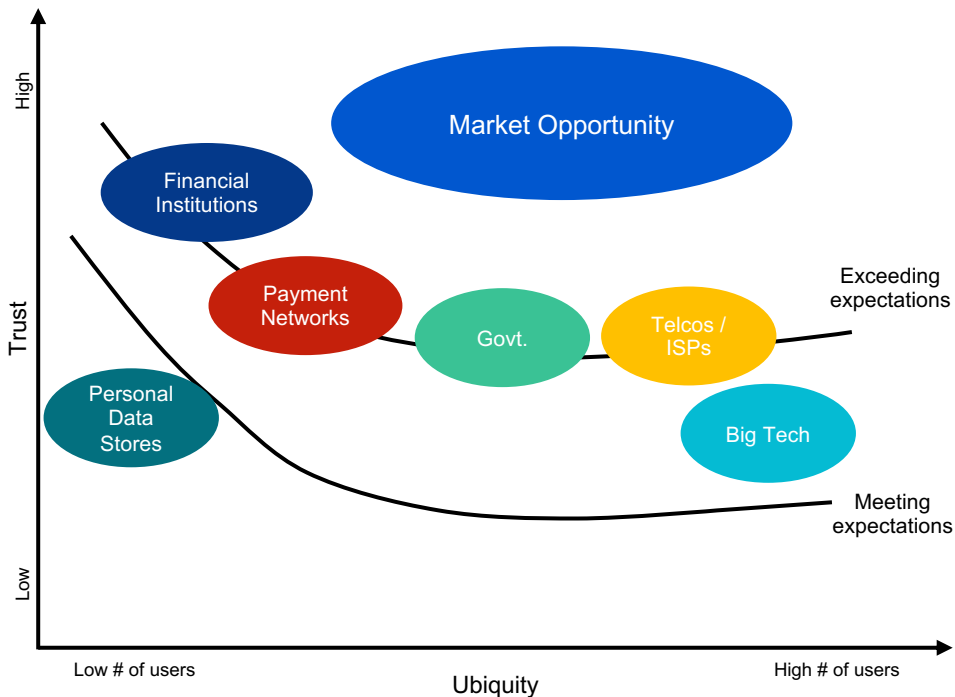 Market Opportunity
Financial
Institutions
Payment
Networks
Govt.
Telcos /
ISPs
Exceeding
expectations
Personal
Data
Stores
Big Tech
Meeting
expectations
High
Trust
Low
Low # of users
Ubiquity
High # of users